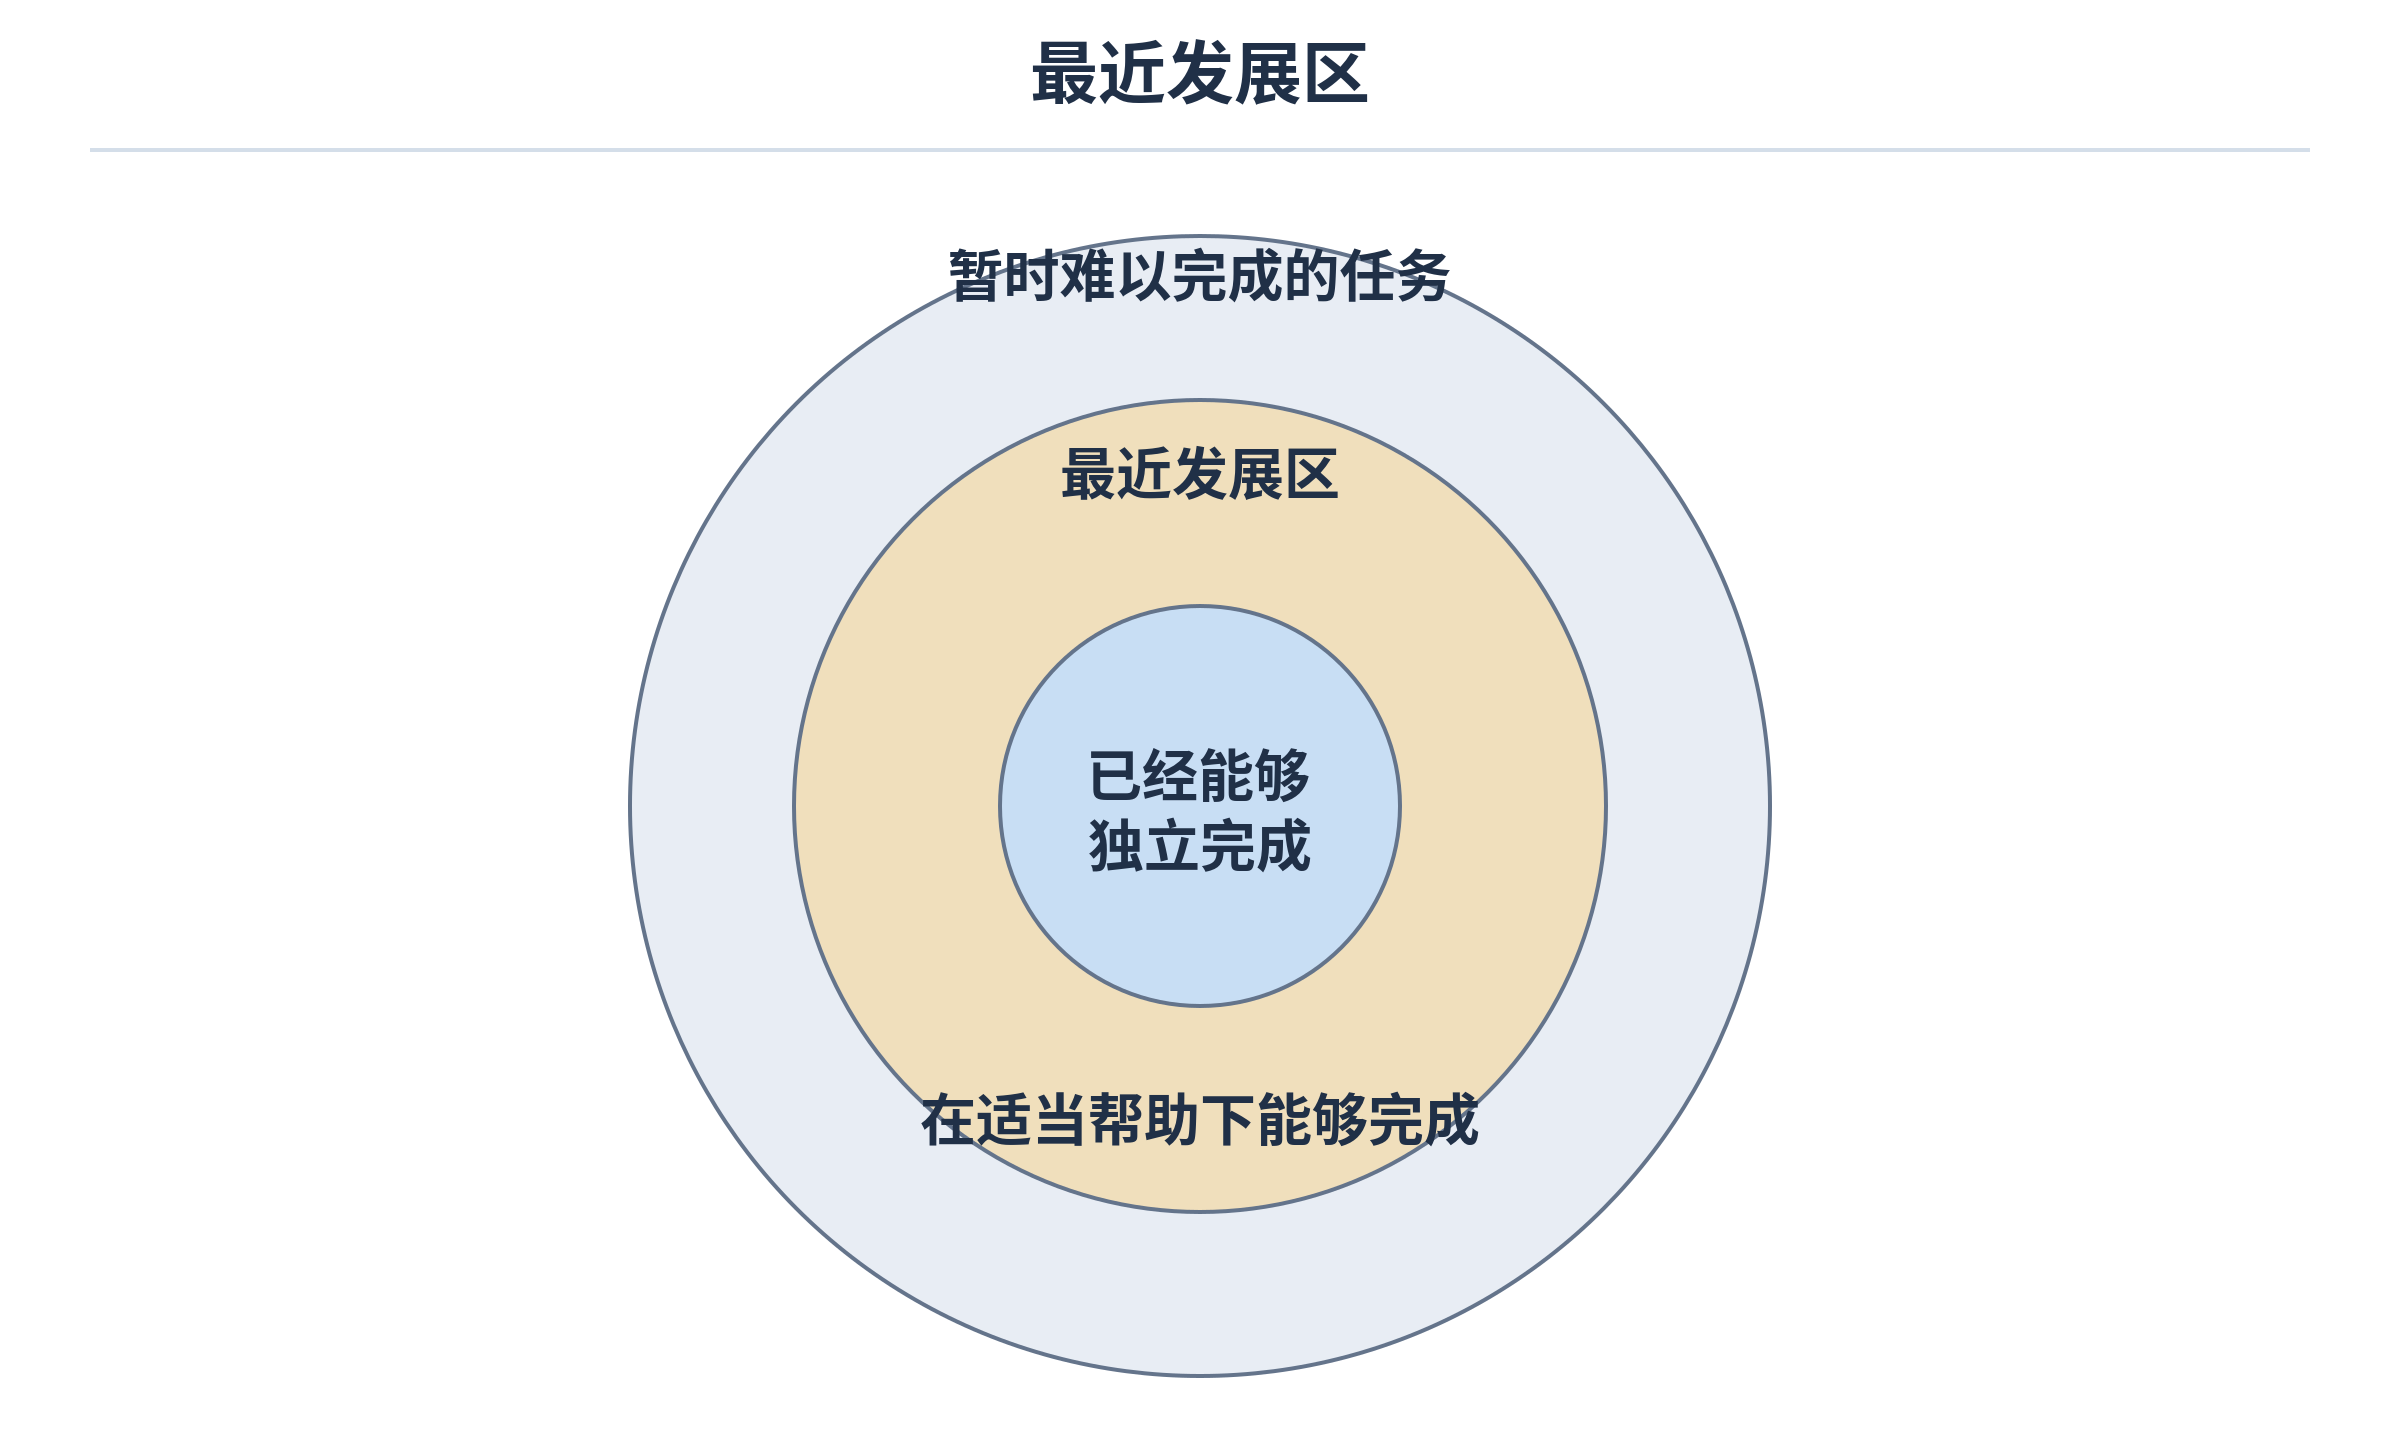 最近发展区
暂时难以完成的任务
最近发展区
已经能够
独立完成
在适当帮助下能够完成